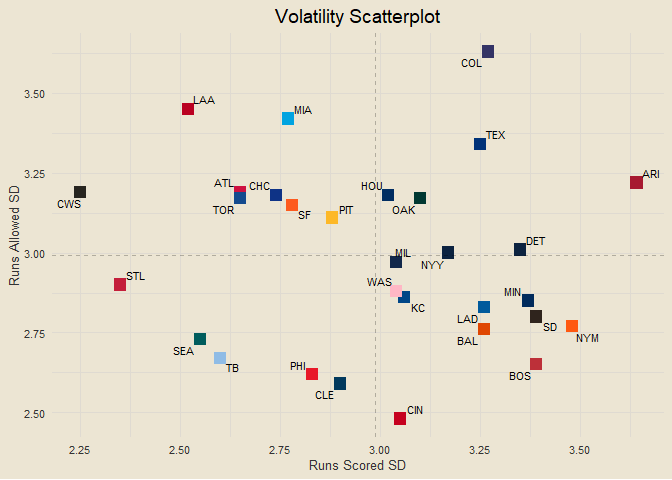 Volatility Scatterplot
COL
3.50
LAA
MIA
TEX
3.25
ARI
ATL
CHC
HOU
CWS
TOR
SF
PIT
OAK
DET
3.00
MIL
NYY
STL
WAS
MIN
KC
LAD
SD
2.75
BAL
NYM
SEA
TB
PHI
BOS
CLE
2.50
CIN
2.25
2.50
2.75
3.00
3.25
3.50
Runs Scored SD
Runs Allowed SD